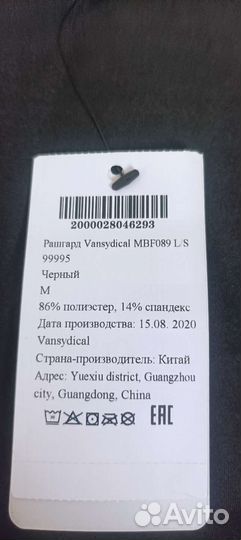 2000028046293
Рашгард Vansydical MBF089 L/S
99995
Черный
M
86% полиэстер, 14% спандекс
Дата производства: 15.08. 2020
Vansydical
Страна-производитель: Китай
Адрес: Yuexiu district, Guangzhou
city, Guangdong, China
EAC
Avito